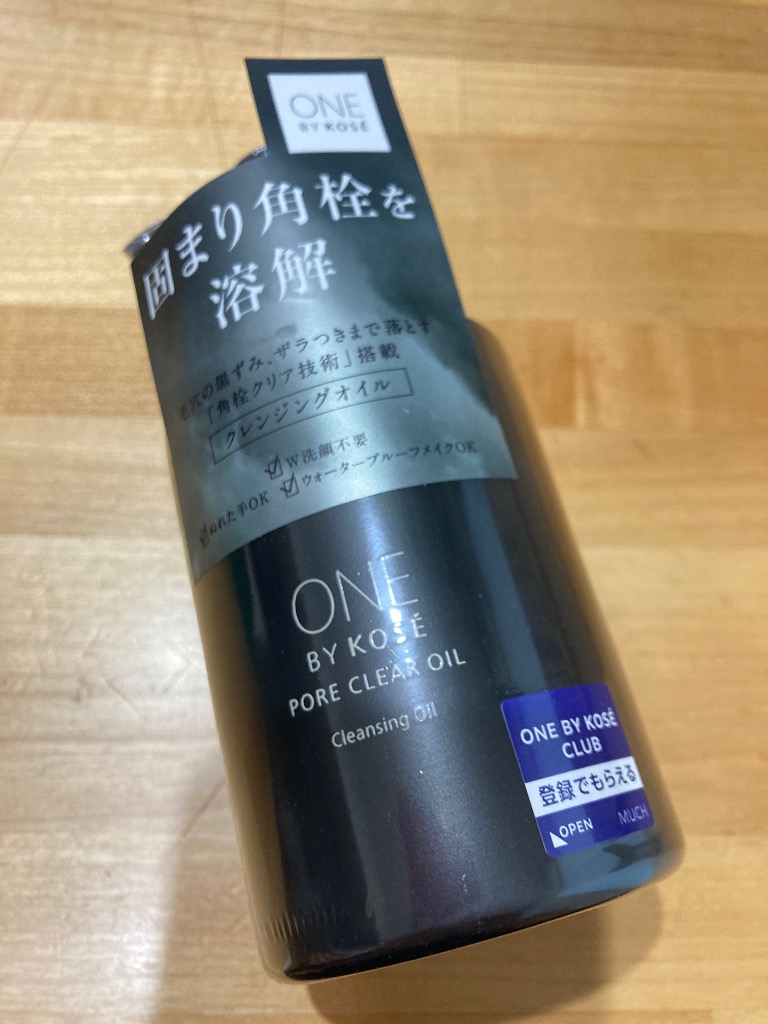 ONE
BY KOSÉ
固まり角栓を
溶解
毛穴の黒ずみ、ザラつきまで落とす
「角栓クリア技術」搭載
クレンジングオイル
W洗顔不要
ぬれた手OK ウォータープルーフメイクOK
ONE
BY KOSÉ
PORE CLEAR OIL
Cleansing Oil
ONE BY KOSÉ
CLUB
登録でもらえる
OPEN MUCH